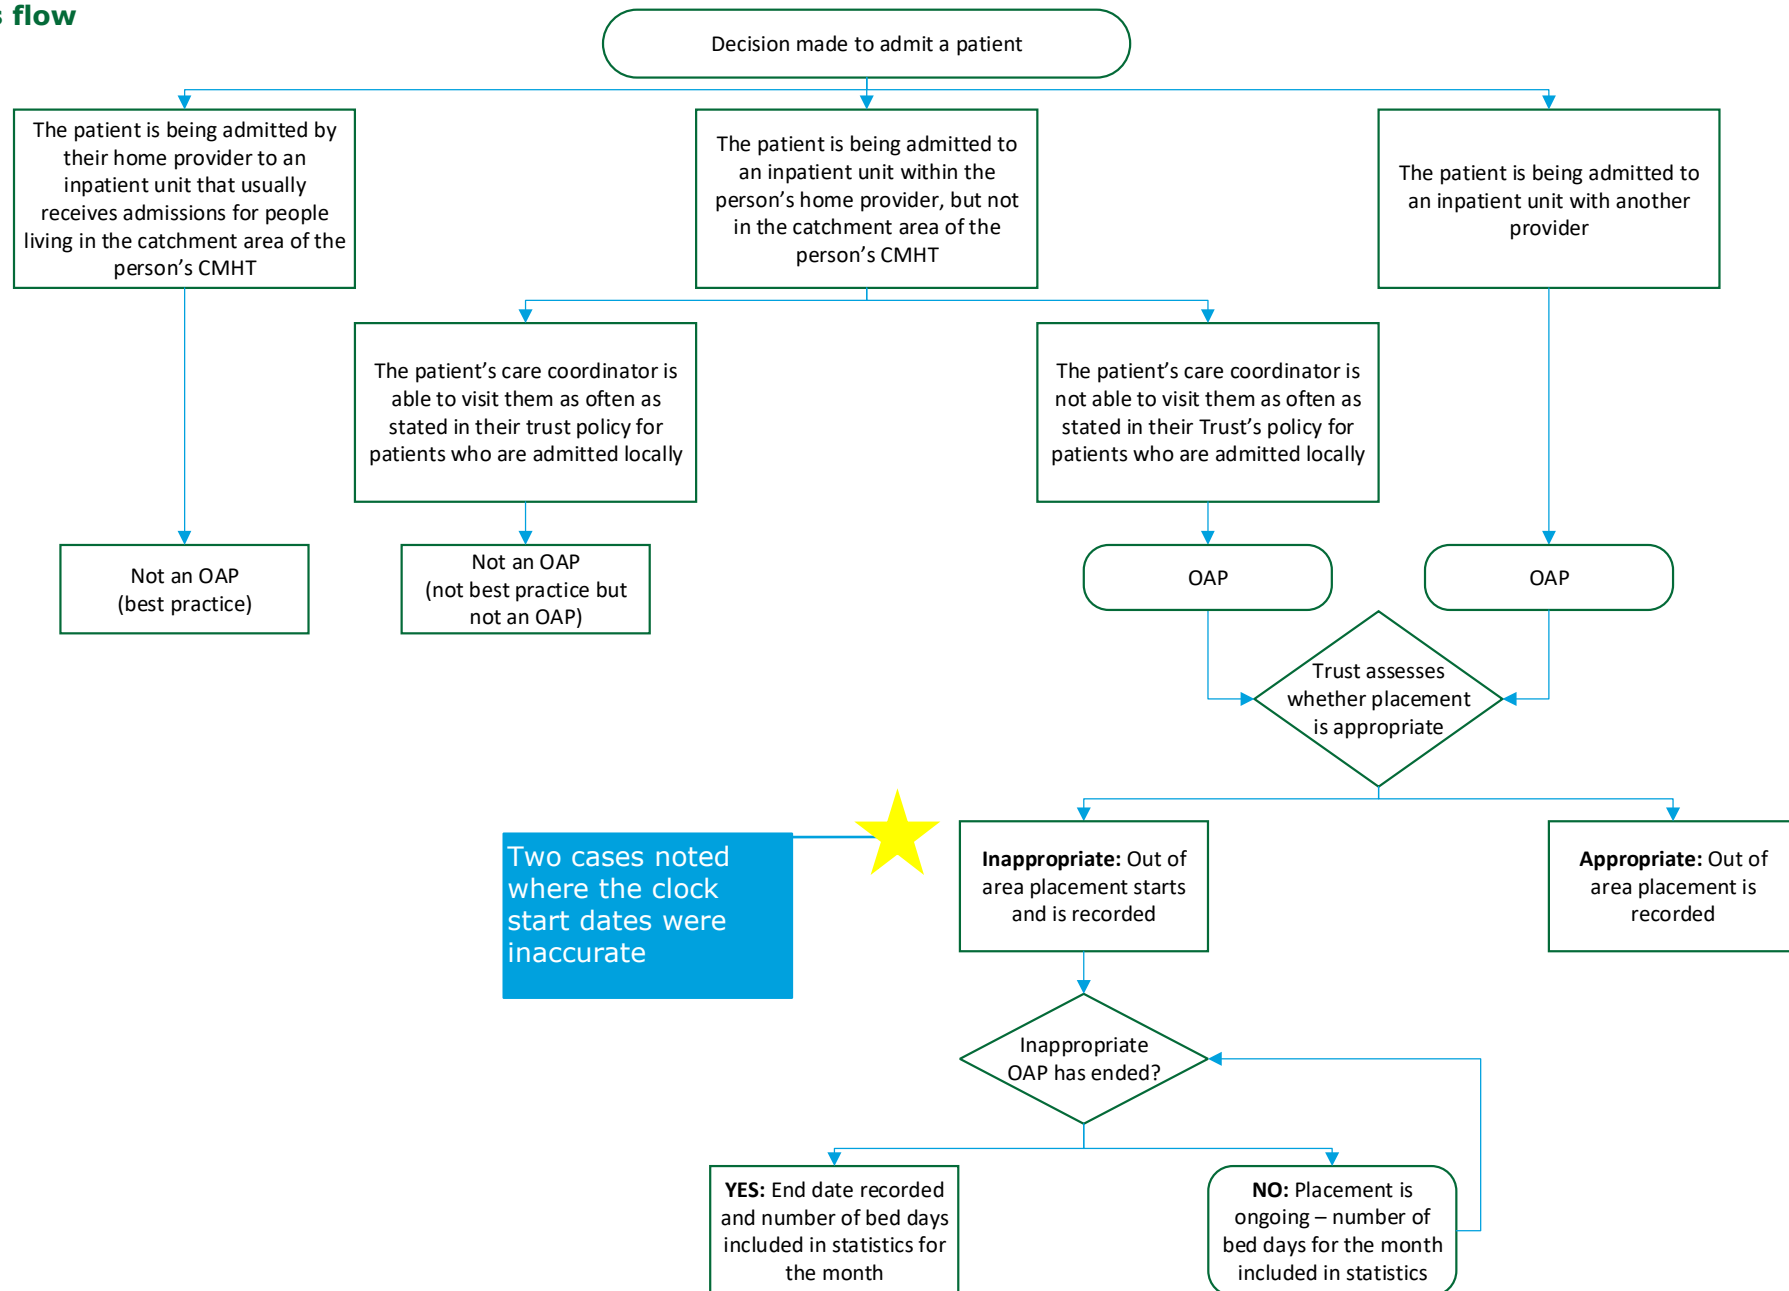 s flow
Decision made to admit a patient
The patient is being admitted by
their home provider to an
inpatient unit that usually
receives admissions for people
living in the catchment area of the
person’s CMHT
The patient is being admitted to
an inpatient unit within the
person’s home provider, but not
in the catchment area of the
person’s CMHT
The patient is being admitted to
an inpatient unit with another
provider
The patient’s care coordinator is
able to visit them as often as
stated in their trust policy for
patients who are admitted locally
The patient’s care coordinator is
not able to visit them as often as
stated in their Trust’s policy for
patients who are admitted locally
Not an OAP
(best practice)
Not an OAP
(not best practice but
not an OAP)
OAP
OAP
Trust assesses
whether placement
is appropriate
Two cases noted
where the clock
start dates were
inaccurate
Inappropriate: Out of
area placement starts
and is recorded
Appropriate: Out of
area placement is
recorded
Inappropriate
OAP has ended?
YES: End date recorded
and number of bed days
included in statistics for
the month
NO: Placement is
ongoing – number of
bed days for the month
included in statistics